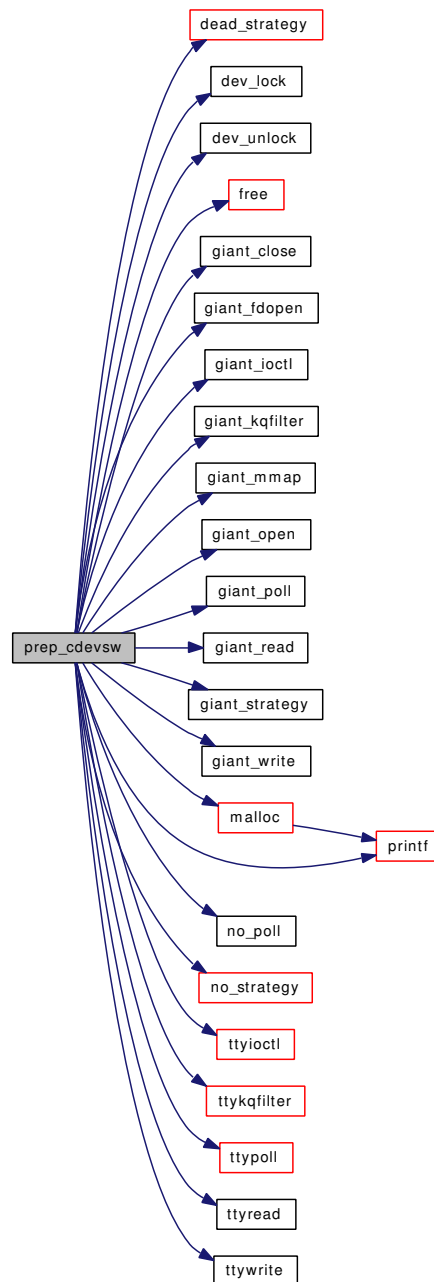 dead_strategy
dev_lock
dev_unlock
free
giant_close
giant_fdopen
giant_ioctl
giant_kqfilter
giant_mmap
giant_open
giant_poll
prep_cdevsw
giant_read
giant_strategy
giant_write
malloc
printf
no_poll
no_strategy
ttyioctl
ttykqfilter
ttypoll
ttyread
ttywrite